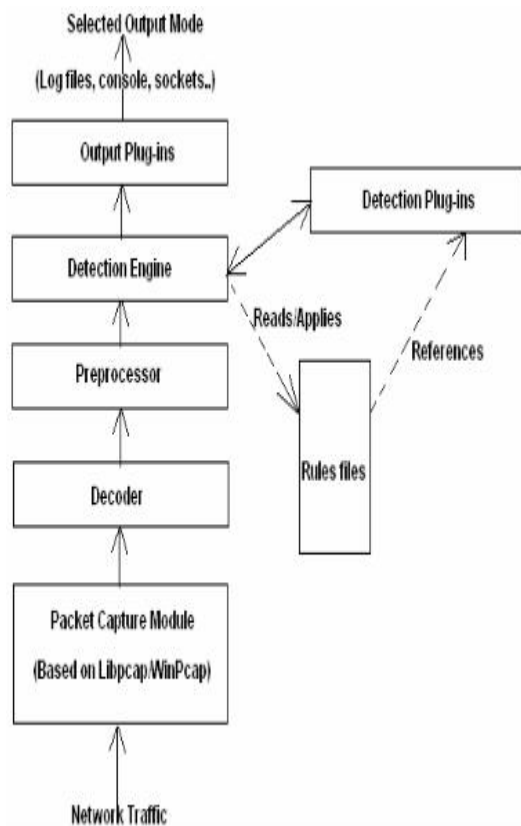 Selected Output Mode
(Log files, console, sockets..)
Output Plug-ins
Detection Plug-ins
Detection Engine
Reads/Applies
References
Preprocessor
Rules files
Decoder
Packet Capture Module
(Based on Libpcap/WinPcap)
Network Traffic